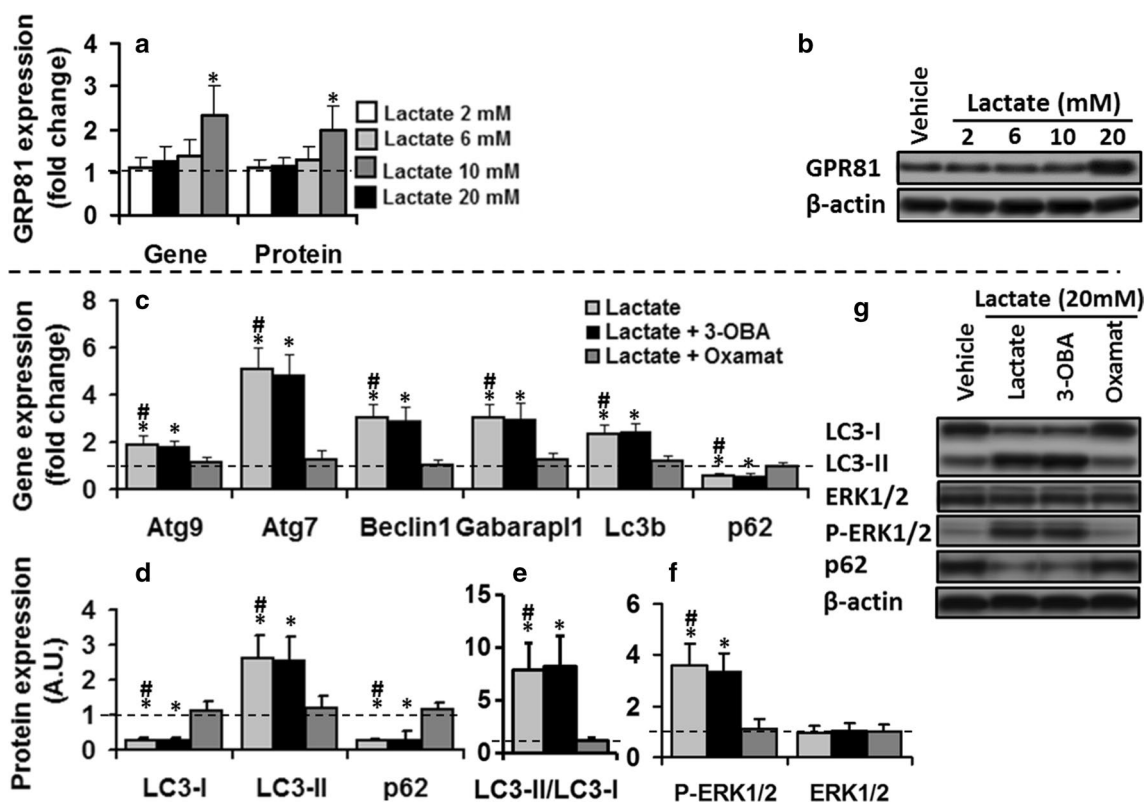 a
GRP81 expression
(fold change)
4
3
2
1
0
*
*
Gene
Protein
Lactate 2 mM
Lactate 6 mM
Lactate 10 mM
Lactate 20 mM
b
Vehicle
Lactate (mM)
2 6 10 20
GPR81
β-actin
c
Gene expression
(fold change)
8
6
4
2
0
Lactate
Lactate + 3-OBA
Lactate + Oxamat
#
* *
#
* *
#
* *
#
* *
#
* *
#
* *
Atg9 Atg7 Beclin1 Gabarapl1 Lc3b p62
d
Protein expression
(A.U.)
4
3
2
1
0
#
* *
#
* *
#
* *
LC3-I LC3-II p62
e
15
10
5
0
#
* *
LC3-II/LC3-I
f
6
4
2
0
#
* *
P-ERK1/2 ERK1/2
g
Lactate (20mM)
Vehicle
Lactate
3-OBA
Oxamat
LC3-I
LC3-II
ERK1/2
P-ERK1/2
p62
β-actin